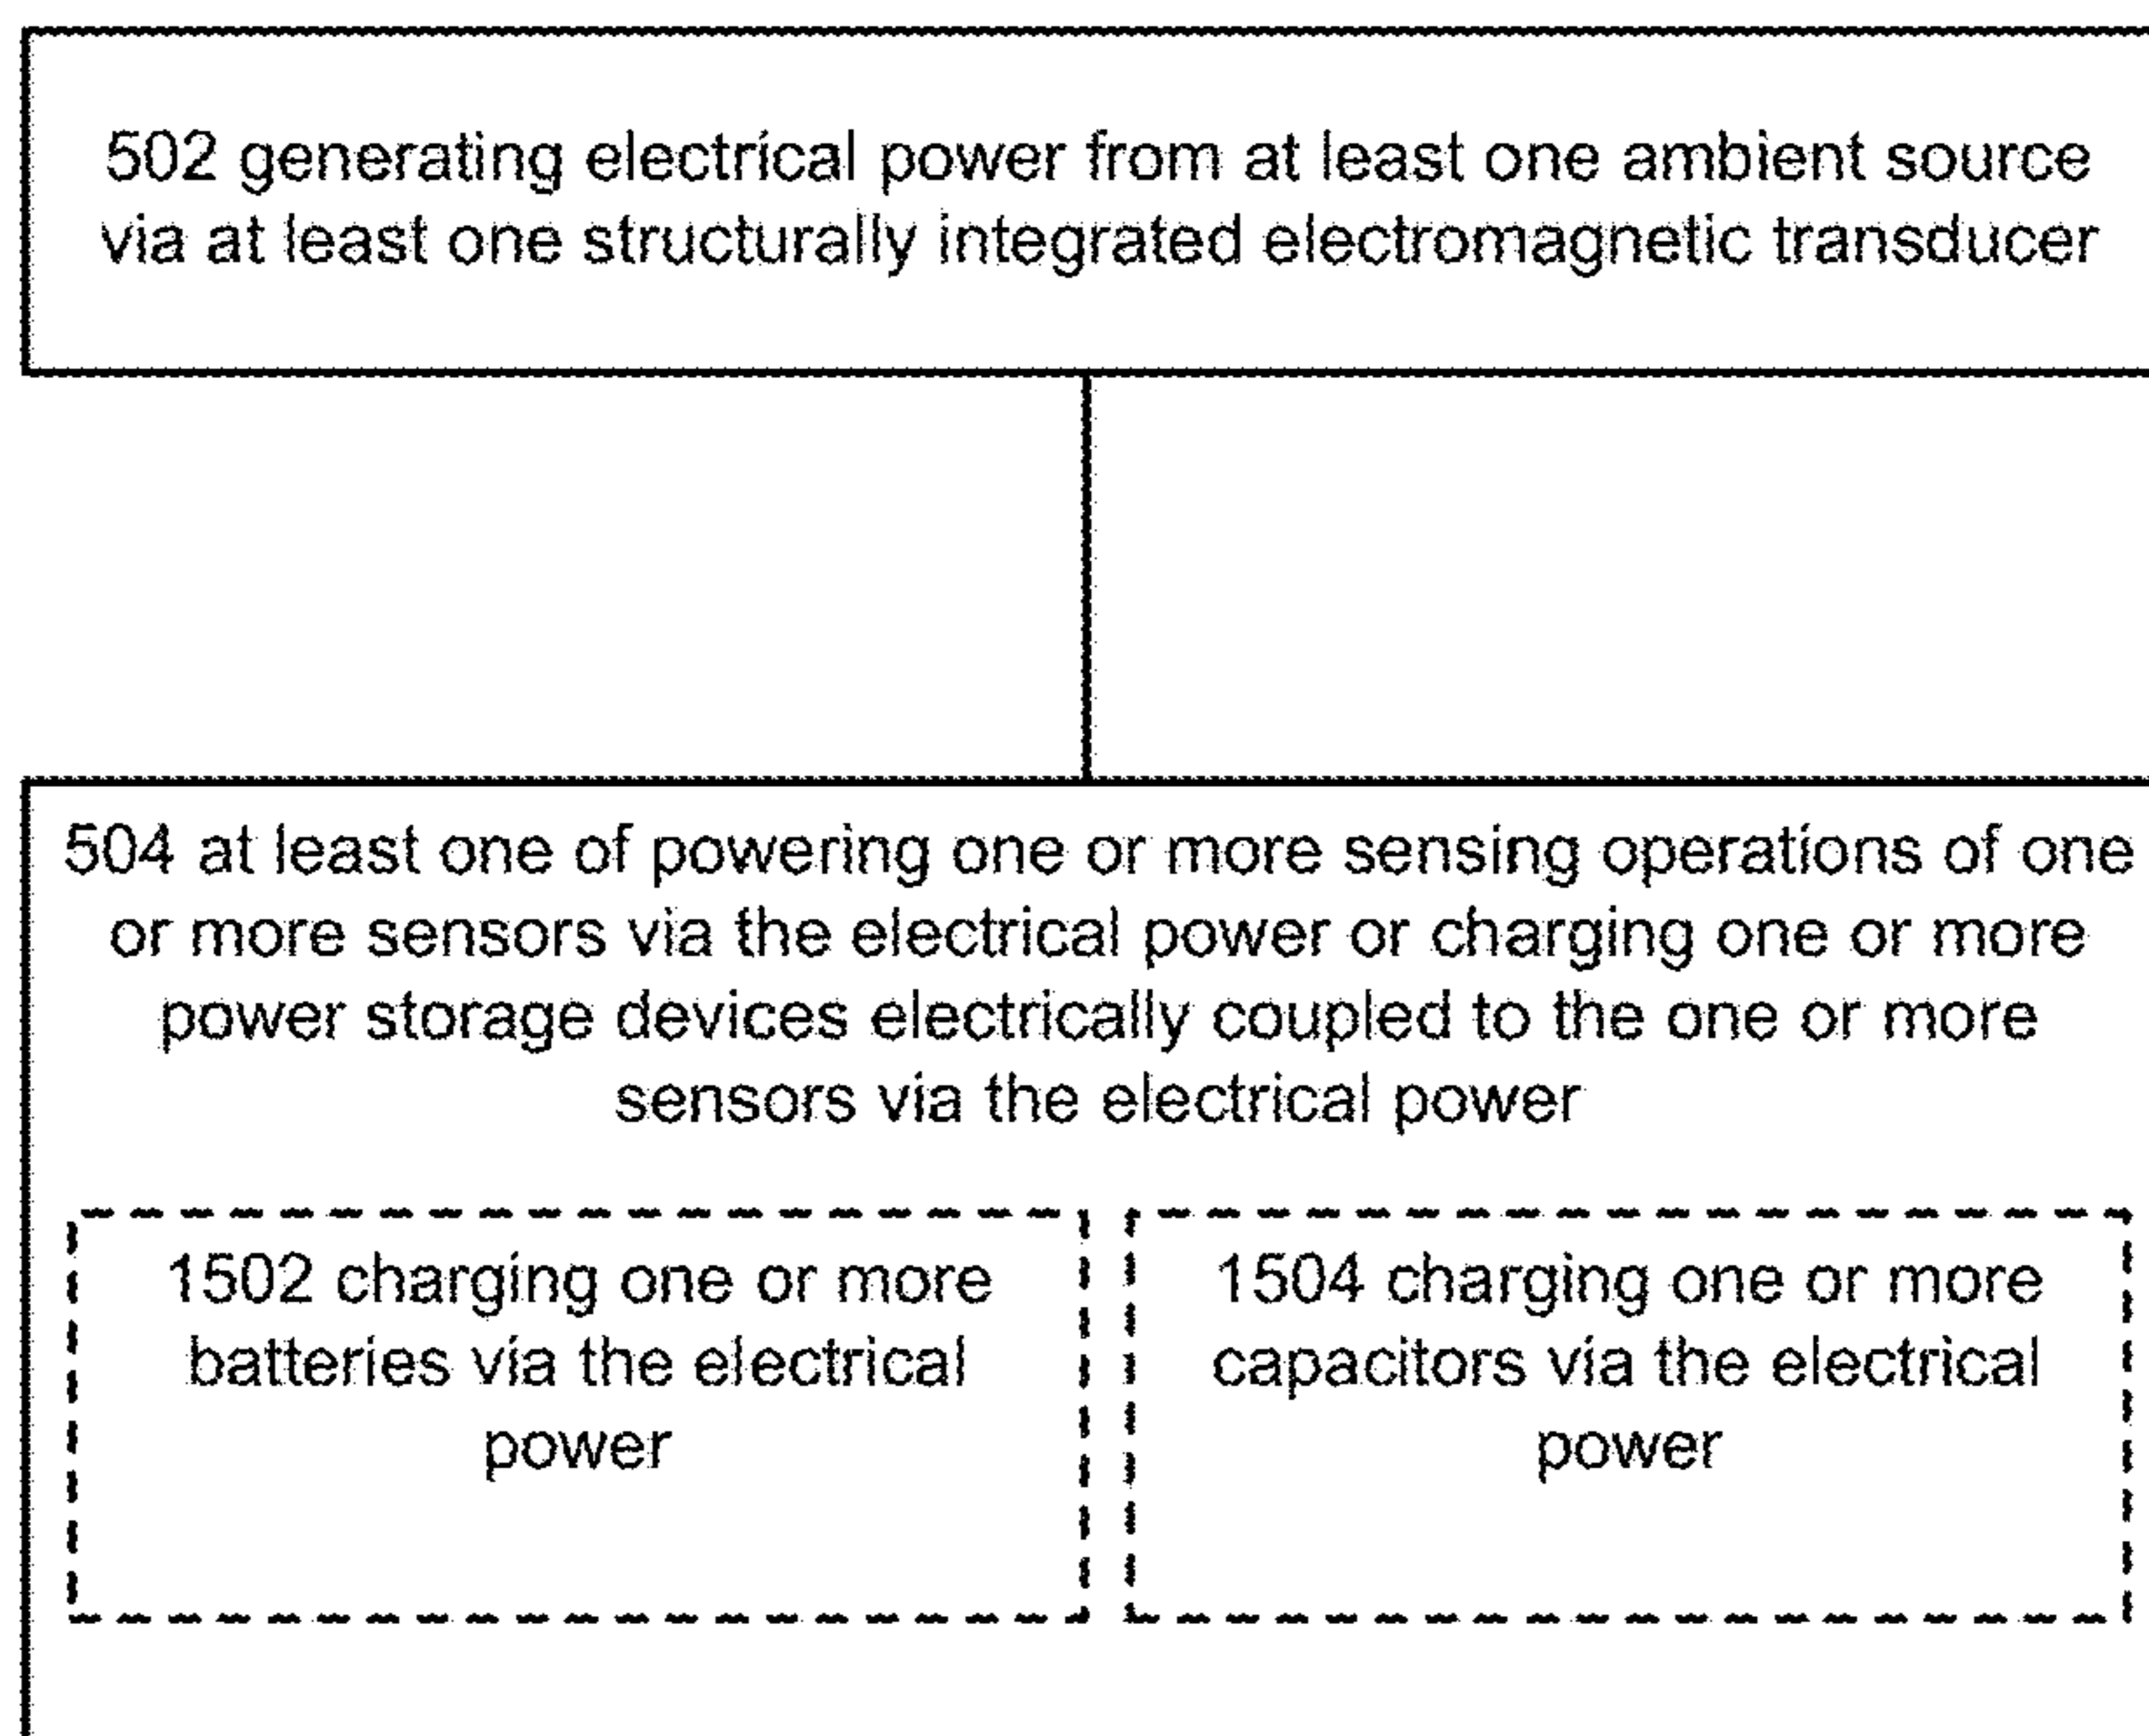 502 generating electrical power from at least one ambient source
via at least one structurally integrated electromagnetic transducer
504 at least one of powering one or more sensing operations of one
or more sensors via the electrical power or charging one or more
power storage devices electrically coupled to the one or more
sensors via the electrical power
1502 charging one or more
batteries via the electrical
power
1504 charging one or more
capacitors via the electrical
power